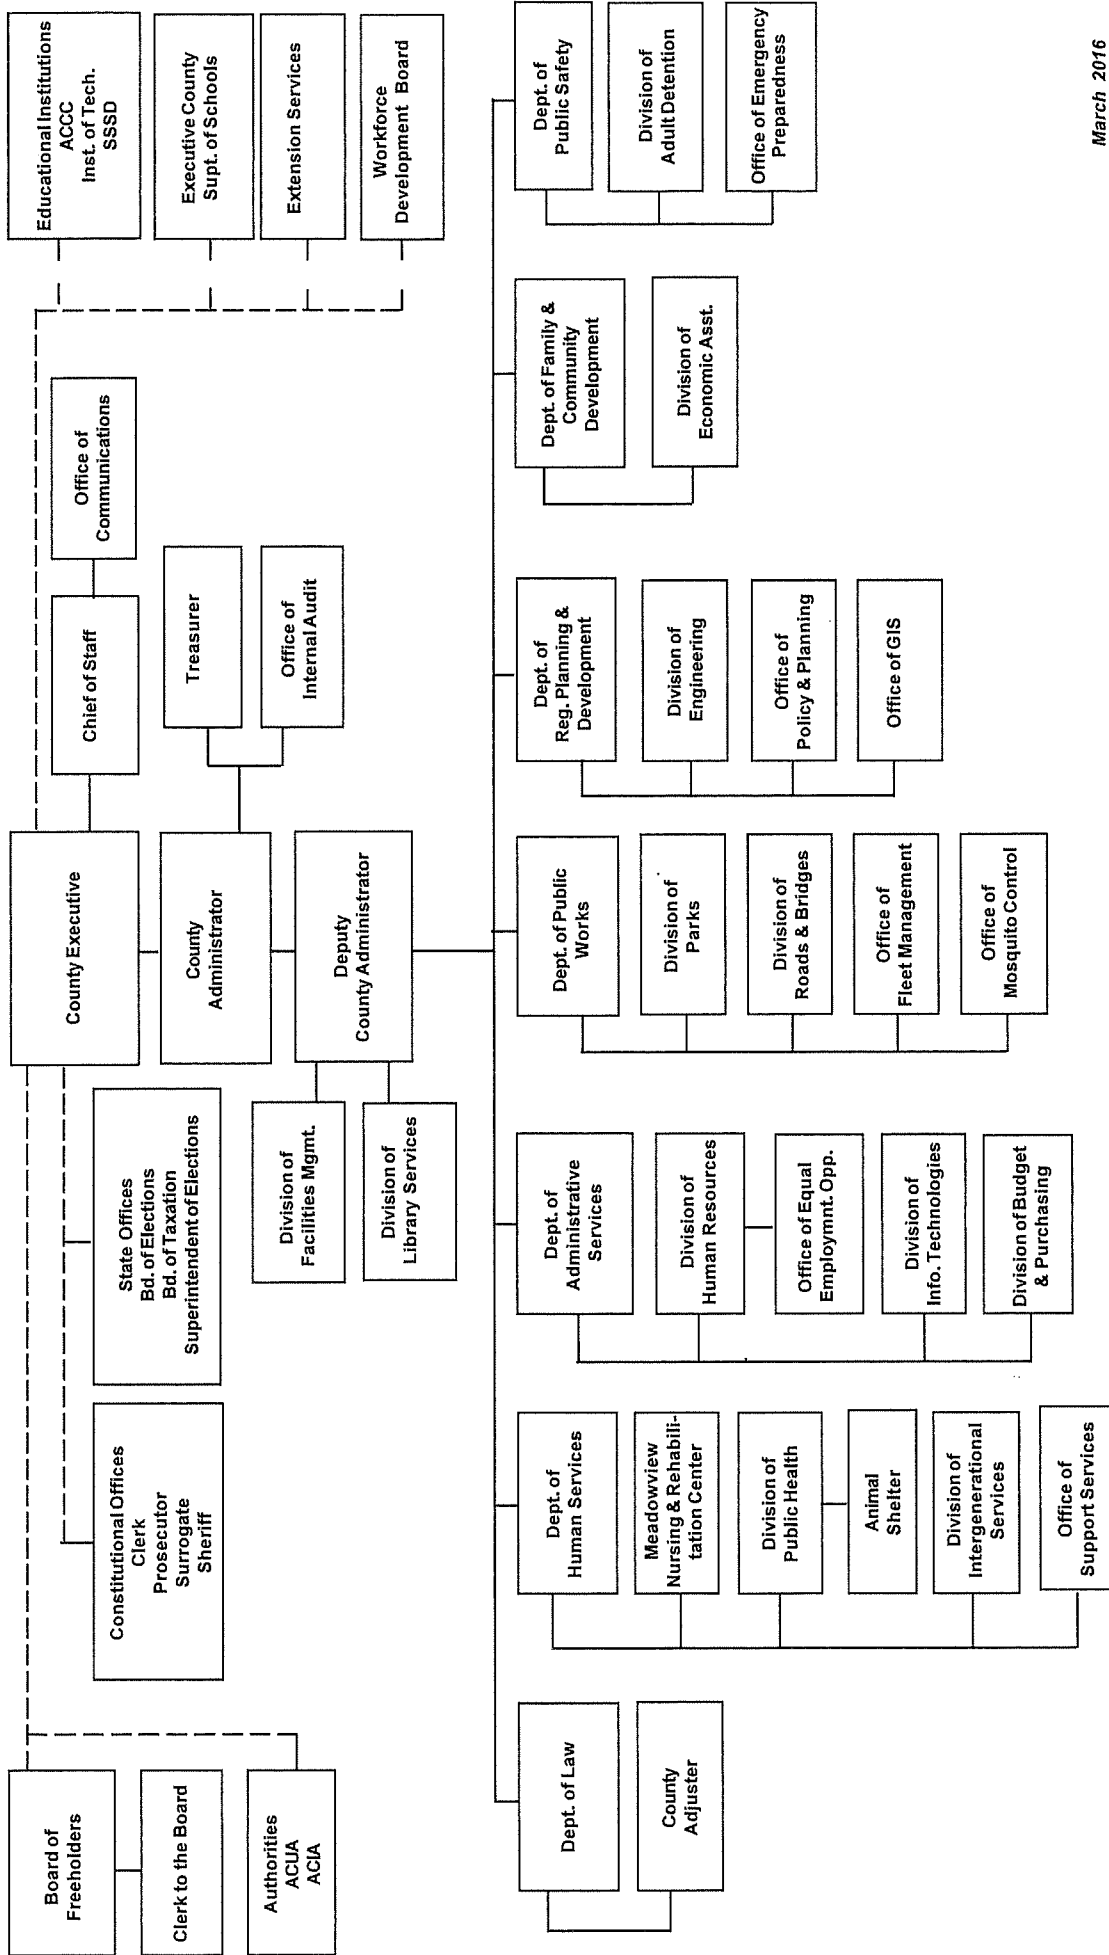 Board of
Freeholders
Clerk to the Board
Authorities
ACUA
ACIA
Constitutional Offices
Clerk
Prosecutor
Surrogate
Sheriff
State Offices
Bd. of Elections
Bd. of Taxation
Superintendent of Elections
County Executive
County
Administrator
Deputy
County Administrator
Division of
Facilities Mgmt.
Division of
Library Services
Chief of Staff
Office of
Communications
Treasurer
Office of
Internal Audit
Educational Institutions
ACCC
Inst. of Tech.
SSSD
Executive County
Supt. of Schools
Extension Services
Workforce
Development Board
Dept. of Law
County
Adjuster
Dept. of
Human Services
Meadowview
Nursing & Rehabili-
tation Center
Division of
Public Health
Animal
Shelter
Division of
Intergenerational
Services
Office of
Support Services
Dept. of
Administrative
Services
Division of
Human Resources
Office of Equal
Employmnt. Opp.
Division of
Info. Technologies
Division of Budget
& Purchasing
Dept. of Public
Works
Division of
Parks
Division of
Roads & Bridges
Office of
Fleet Management
Office of
Mosquito Control
Dept. of
Reg. Planning &
Development
Division of
Engineering
Office of
Policy & Planning
Office of GIS
Dept. of Family &
Community
Development
Division of
Economic Asst.
Dept. of
Public Safety
Division of
Adult Detention
Office of Emergency
Preparedness
March 2016